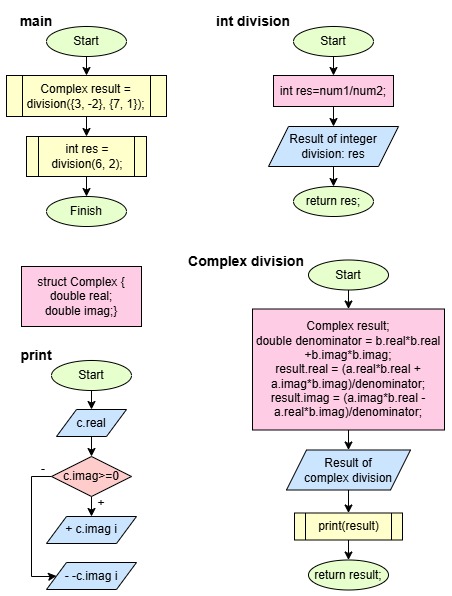 main
Start
Complex result =
division({3, -2}, {7, 1});
int res =
division(6, 2);
Finish
int division
Start
int res=num1/num2;
Result of integer
division: res
return res;
struct Complex {
double real;
double imag;}
print
Start
c.real
c.imag>=0
-
+
+ c.imag i
- -c.imag i
Complex division
Start
Complex result;
double denominator = b.real*b.real
+b.imag*b.imag;
result.real = (a.real*b.real +
a.imag*b.imag)/denominator;
result.imag = (a.imag*b.real -
a.real*b.imag)/denominator;
Result of
complex division
print(result)
return result;